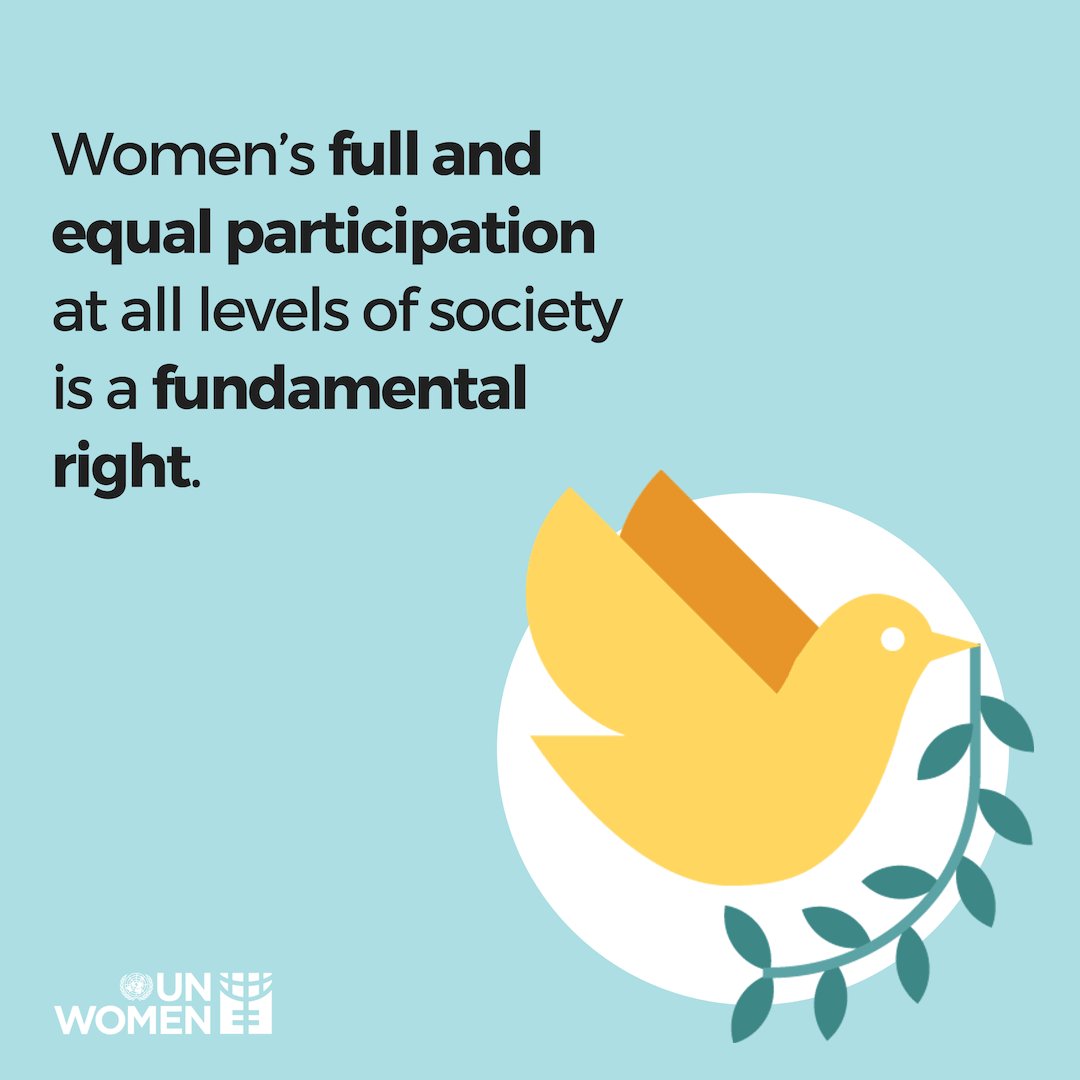 Women’s full and
equal participation
at all levels of society
is a fundamental
right.
UN
WOMEN